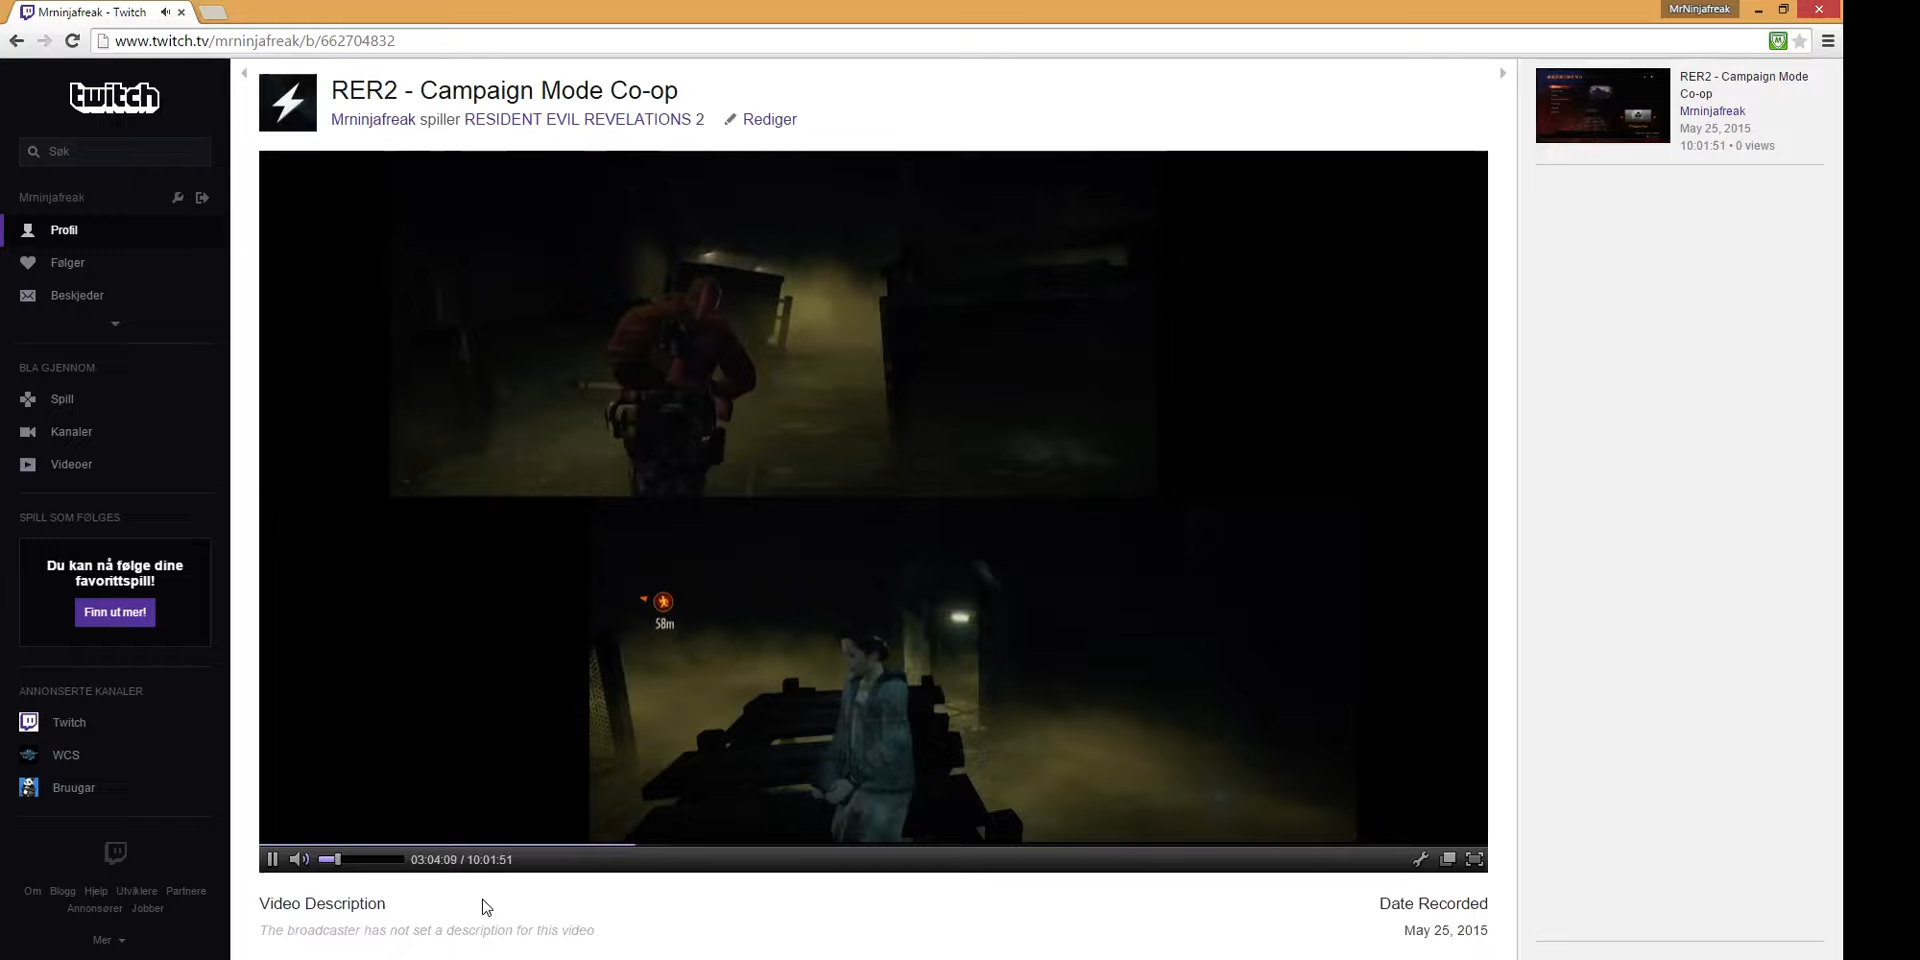 Mrninjafreak - Twitch
MrNinjafreak
www.twitch.tv/mrninjafreak/b/662704832
twitch
Søk
Mrninjafreak
Profil
Følger
Beskjeder
BLA GJENNOM
Spill
Kanaler
Videoer
SPILL SOM FØLGES
Du kan nå følge dine
favorittspill!
Finn ut mer!
ANNONSERTE KANALER
Twitch
WCS
Bruugar
Om Blogg Hjelp Utviklere Partnere
Annonsører Jobber
Mer
RER2 - Campaign Mode Co-op
Mrninjafreak spiller RESIDENT EVIL REVELATIONS 2 Rediger
58m
03:04:09 / 10:01:51
Video Description
The broadcaster has not set a description for this video
Date Recorded
May 25, 2015
RER2 - Campaign Mode
Co-op
Mrninjafreak
May 25, 2015
10:01:51 • 0 views